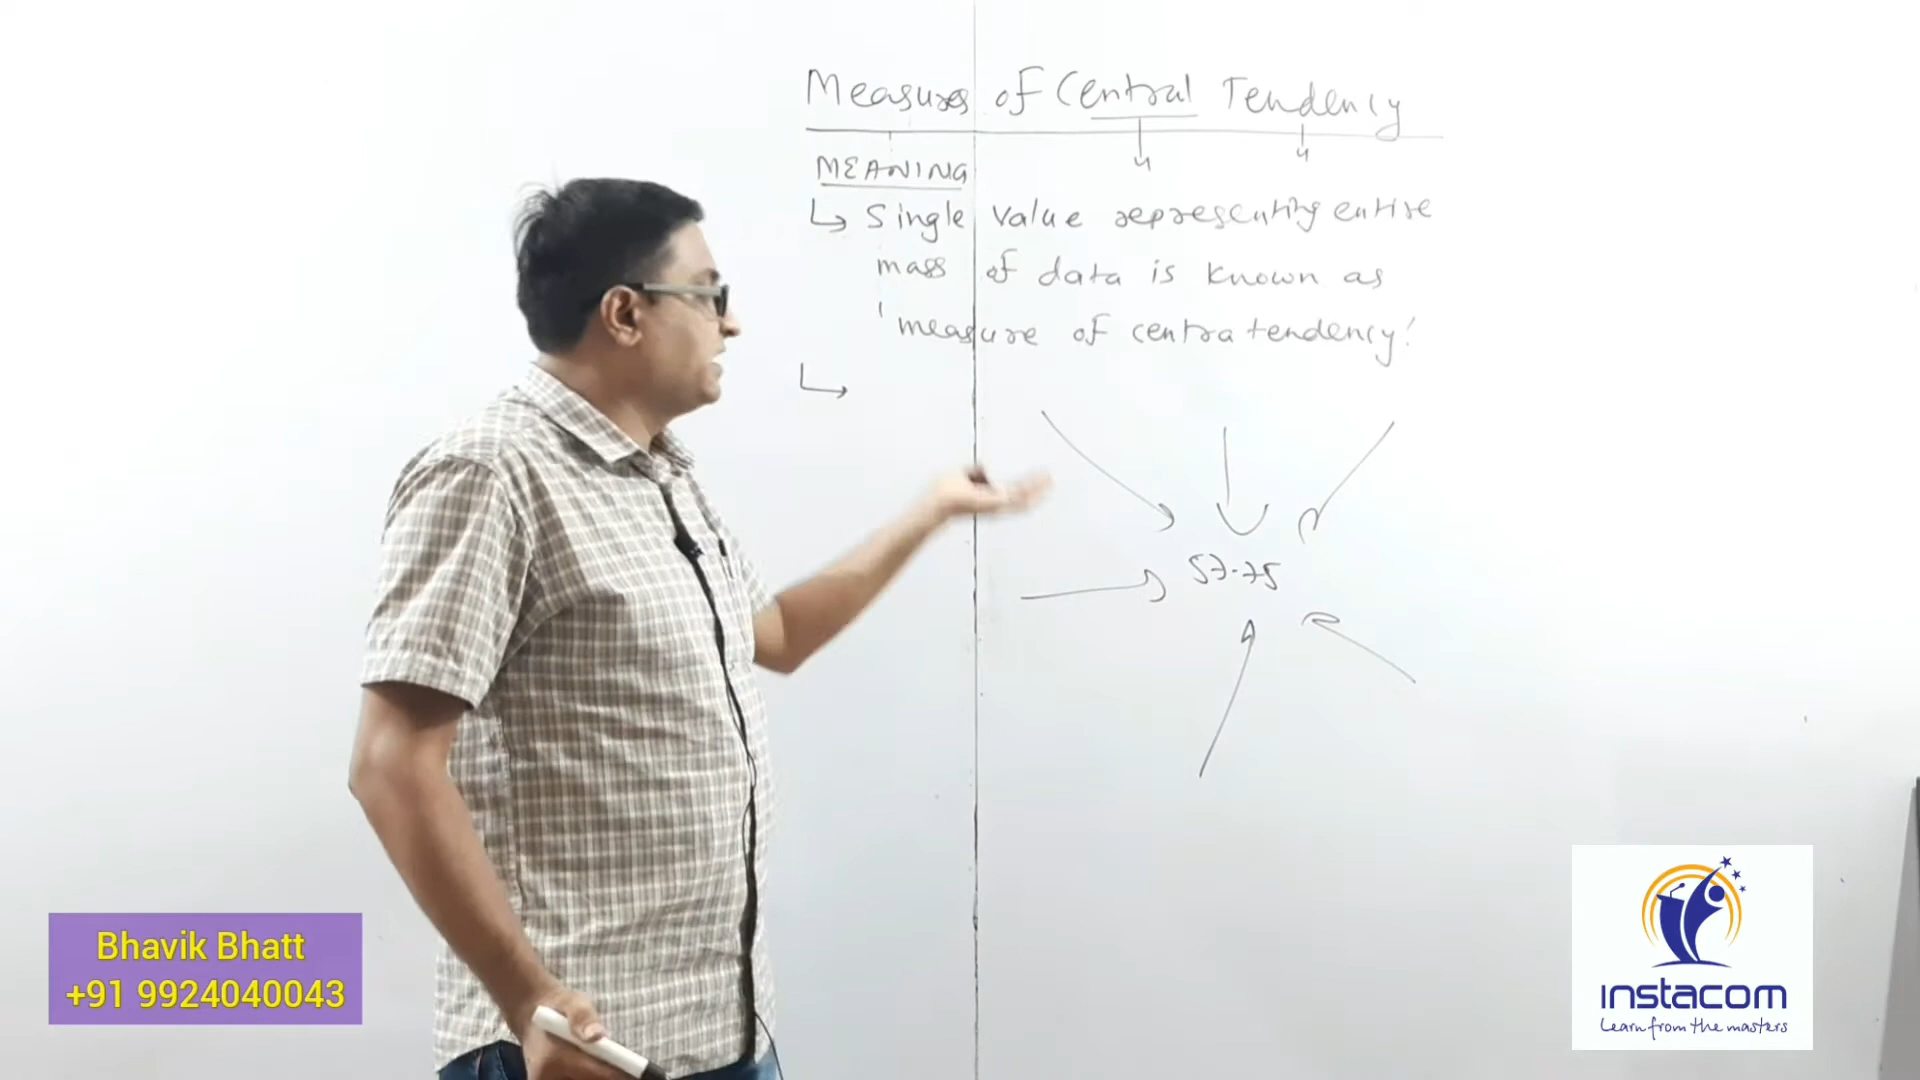 Measures of Central Tendency
MEANING
↳ Single value representing entire
mass of data is known as
'measure of centra tendency'
↳
57.75
Bhavik Bhatt
+91 9924040043
instacom
Learn from the masters